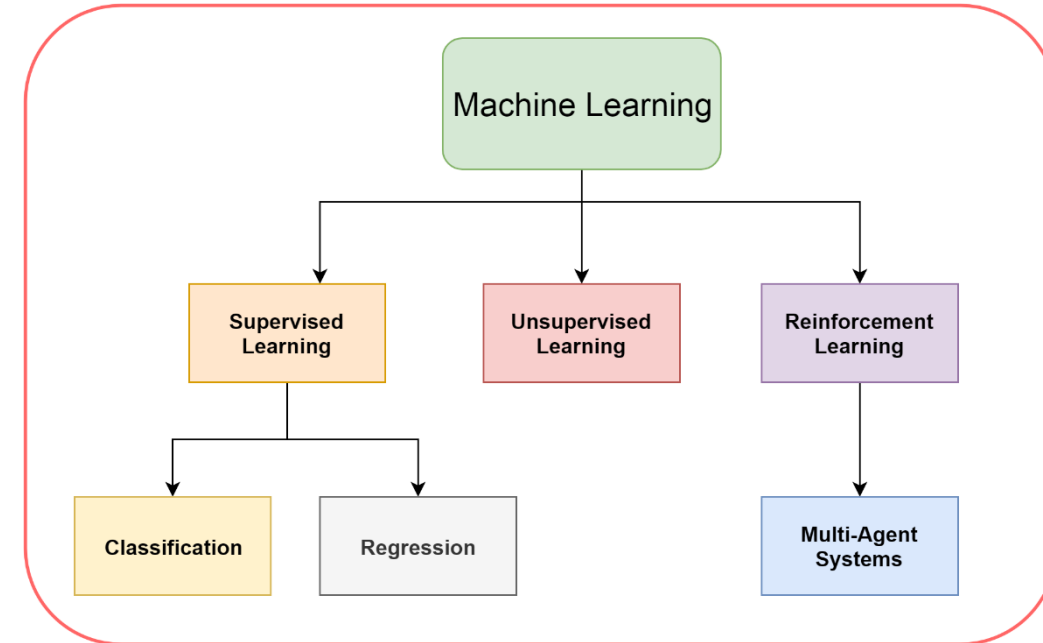 Machine Learning
Supervised
Learning
Unsupervised
Learning
Reinforcement
Learning
Classification
Regression
Multi-Agent
Systems